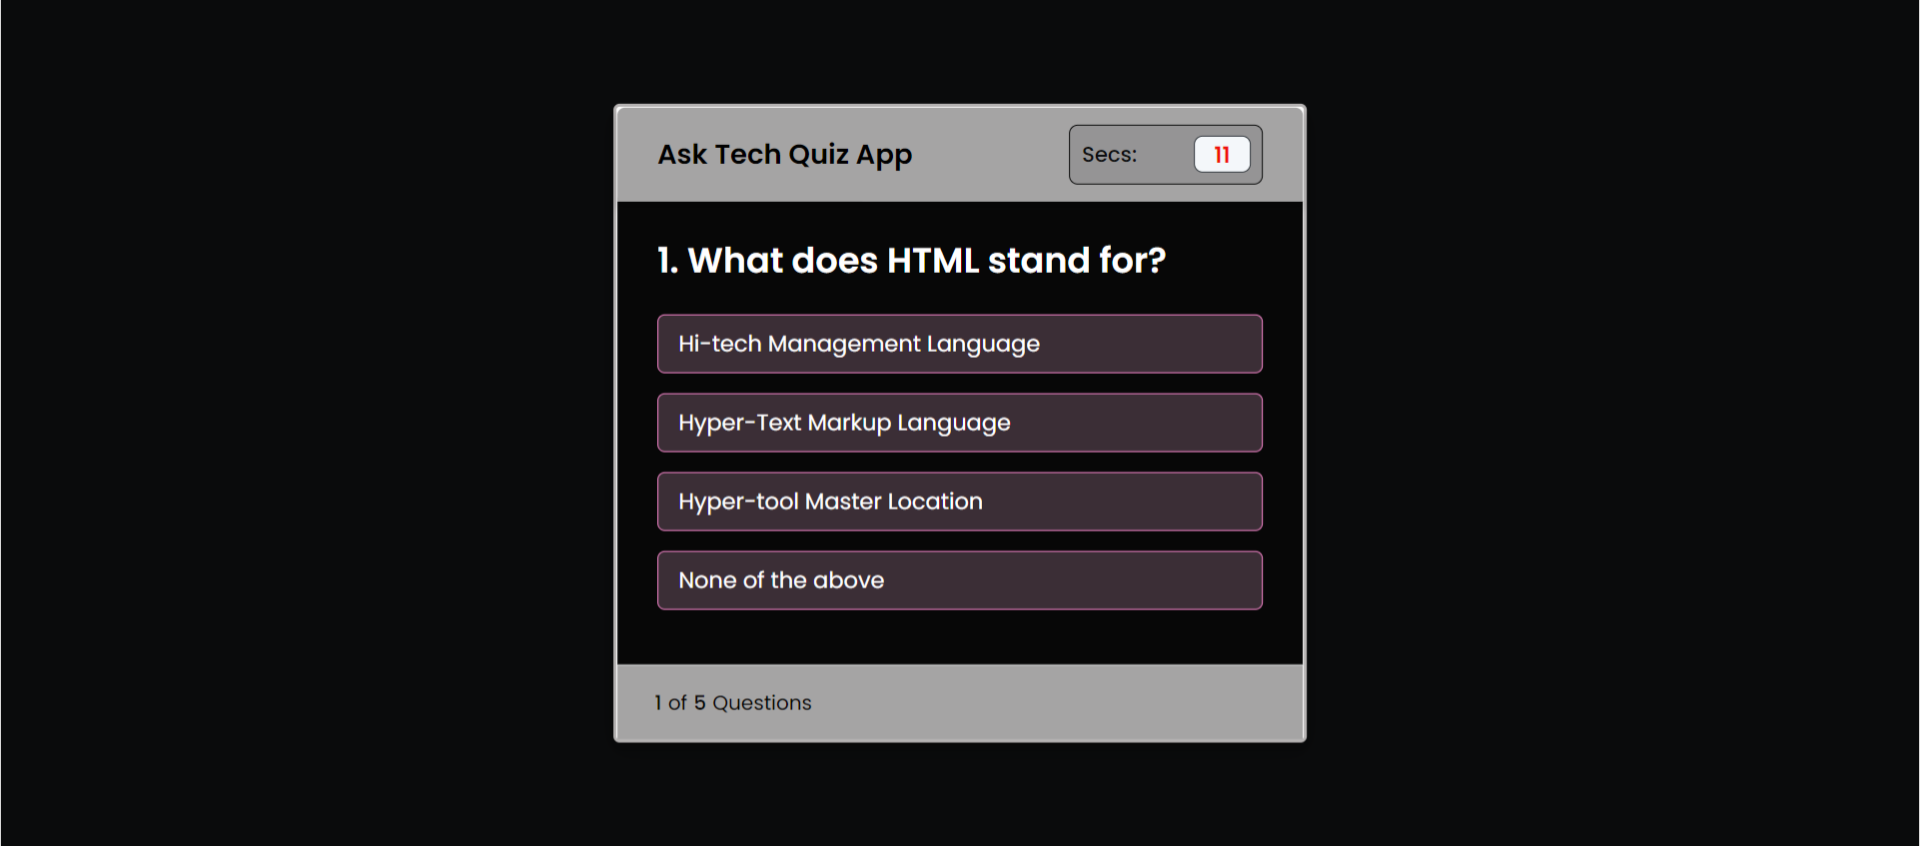 Ask Tech Quiz App
Secs: 11
1. What does HTML stand for?
Hi-tech Management Language
Hyper-Text Markup Language
Hyper-tool Master Location
None of the above
1 of 5 Questions